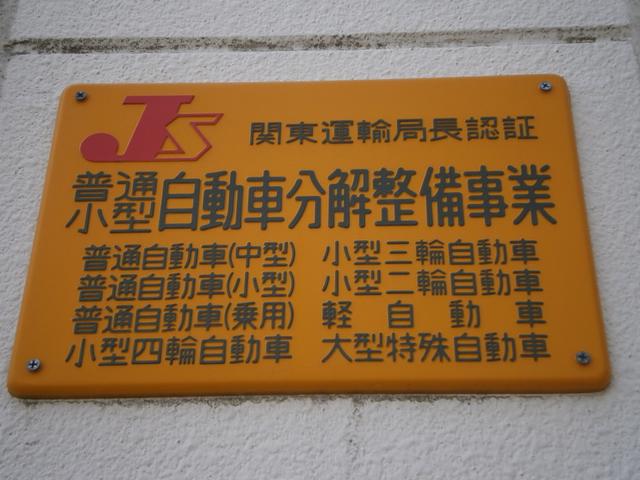 JS 関東運輸局長認証
普通
小型 自動車分解整備事業
普通自動車(中型) 小型三輪自動車
普通自動車(小型) 小型二輪自動車
普通自動車(乗用) 軽自動車
小型四輪自動車 大型特殊自動車